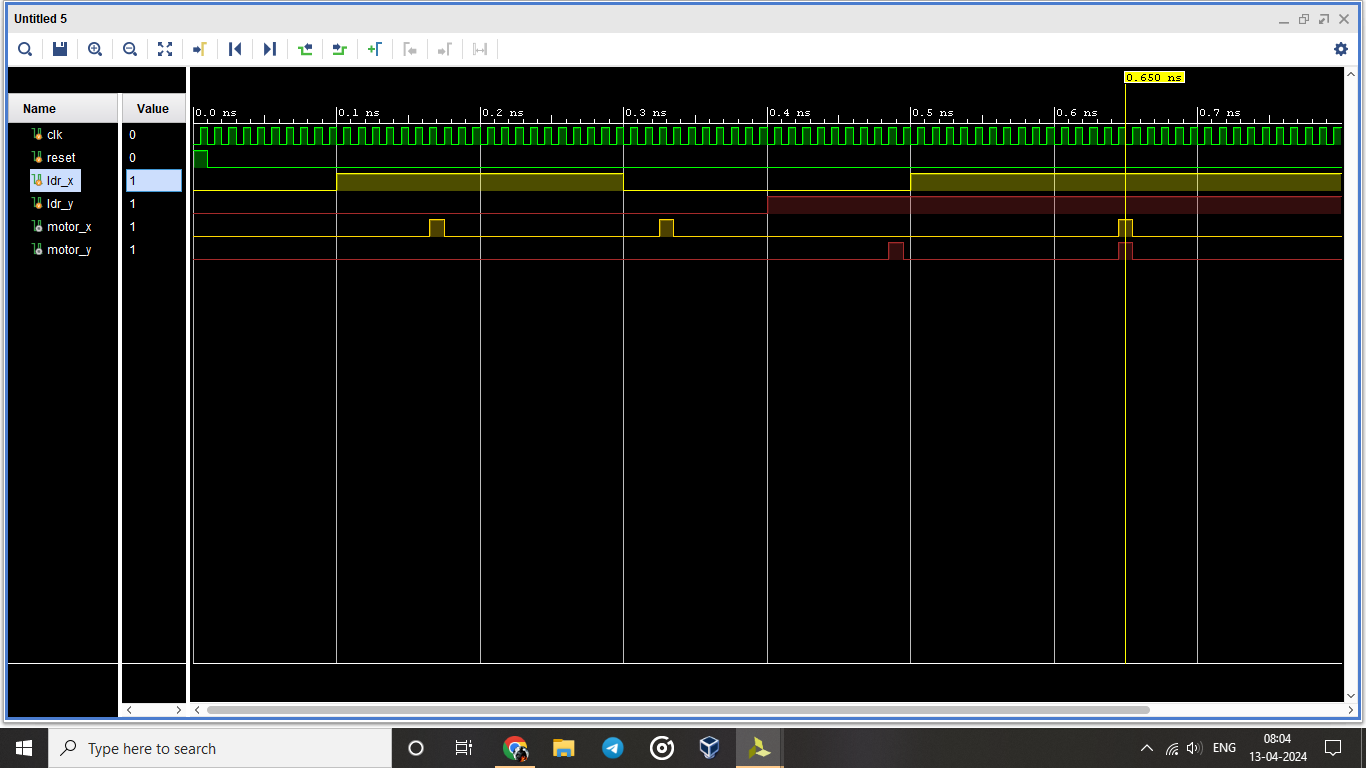 Untitled 5
0.650 ns
Name Value
0.0 ns 0.1 ns 0.2 ns 0.3 ns 0.4 ns 0.5 ns 0.6 ns 0.7 ns
clk 0
reset 0
ldr_x 1
ldr_y 1
motor_x 1
motor_y 1
Type here to search
ENG
08:04
13-04-2024